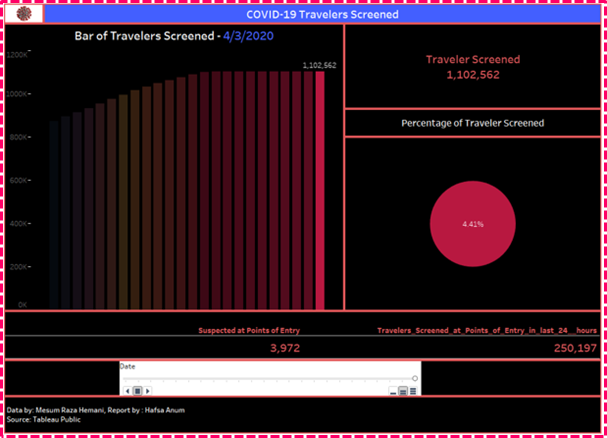 COVID-19 Travelers Screened
Bar of Travelers Screened - 4/3/2020
1200K
1000K
800K
600K
400K
200K
0K
1,102,562
Traveler Screened
1,102,562
Percentage of Traveler Screened
4.41%
Suspected at Points of Entry
3,972
Travelers_Screened_at_Points_of_Entry_in_last_24__hours
250,197
Date
Data by: Mesum Raza Hemani, Report by : Hafsa Anum
Source: Tableau Public